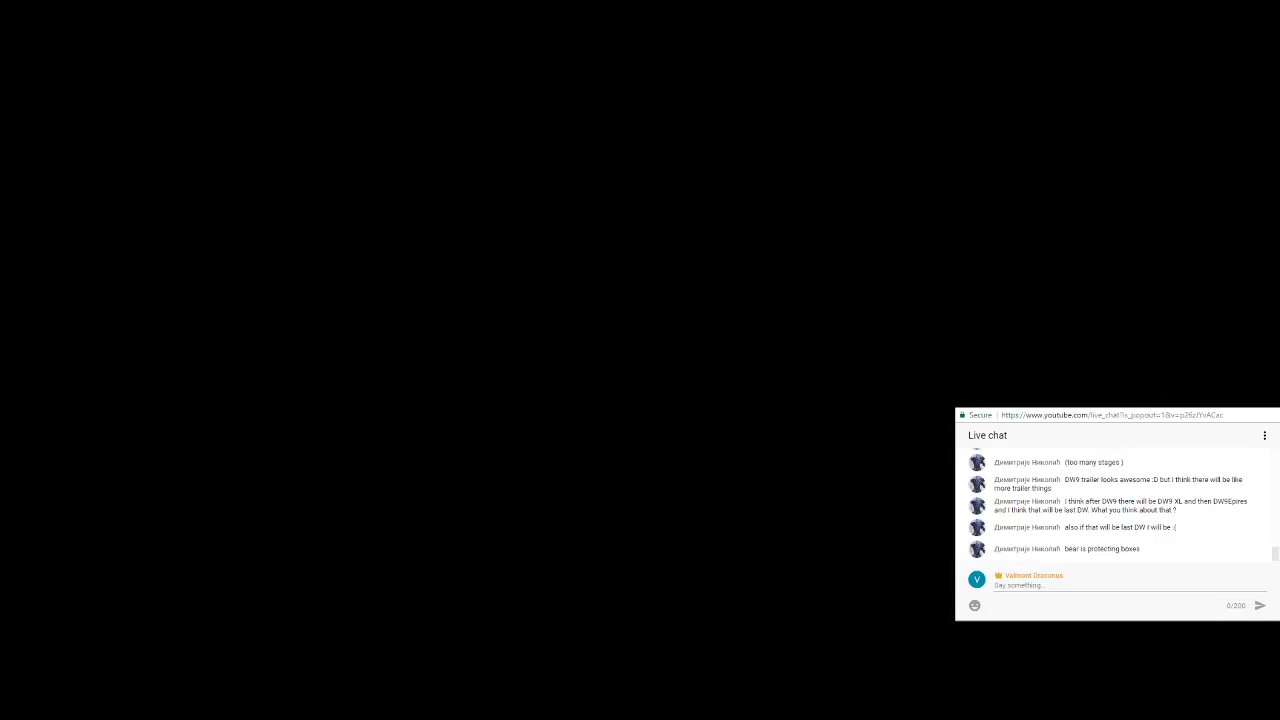 Secure | https://www.youtube.com/live_chat?is_popout=1&v=p26zJYvACac
Live chat
Димитрије Николић (too many stages )
Димитрије Николић DW9 trailer looks awesome :D but I think there will be like
more trailer things
Димитрије Николић I think after DW9 there will be DW9 XL and then DW9Epires
and I think that will be last DW. What you think about that ?
Димитрије Николић also if that will be last DW I will be :(
Димитрије Николић bear is protecting boxes
V
Valmont Draconus
Say something...
0/200